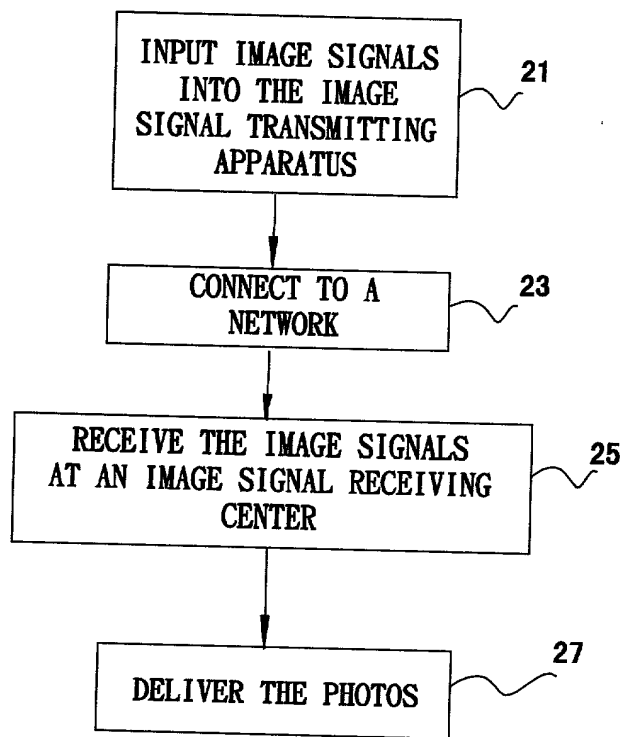 INPUT IMAGE SIGNALS
INTO THE IMAGE
SIGNAL TRANSMITTING
APPARATUS
21
CONNECT TO A
NETWORK
23
RECEIVE THE IMAGE SIGNALS
AT AN IMAGE SIGNAL RECEIVING
CENTER
25
DELIVER THE PHOTOS
27